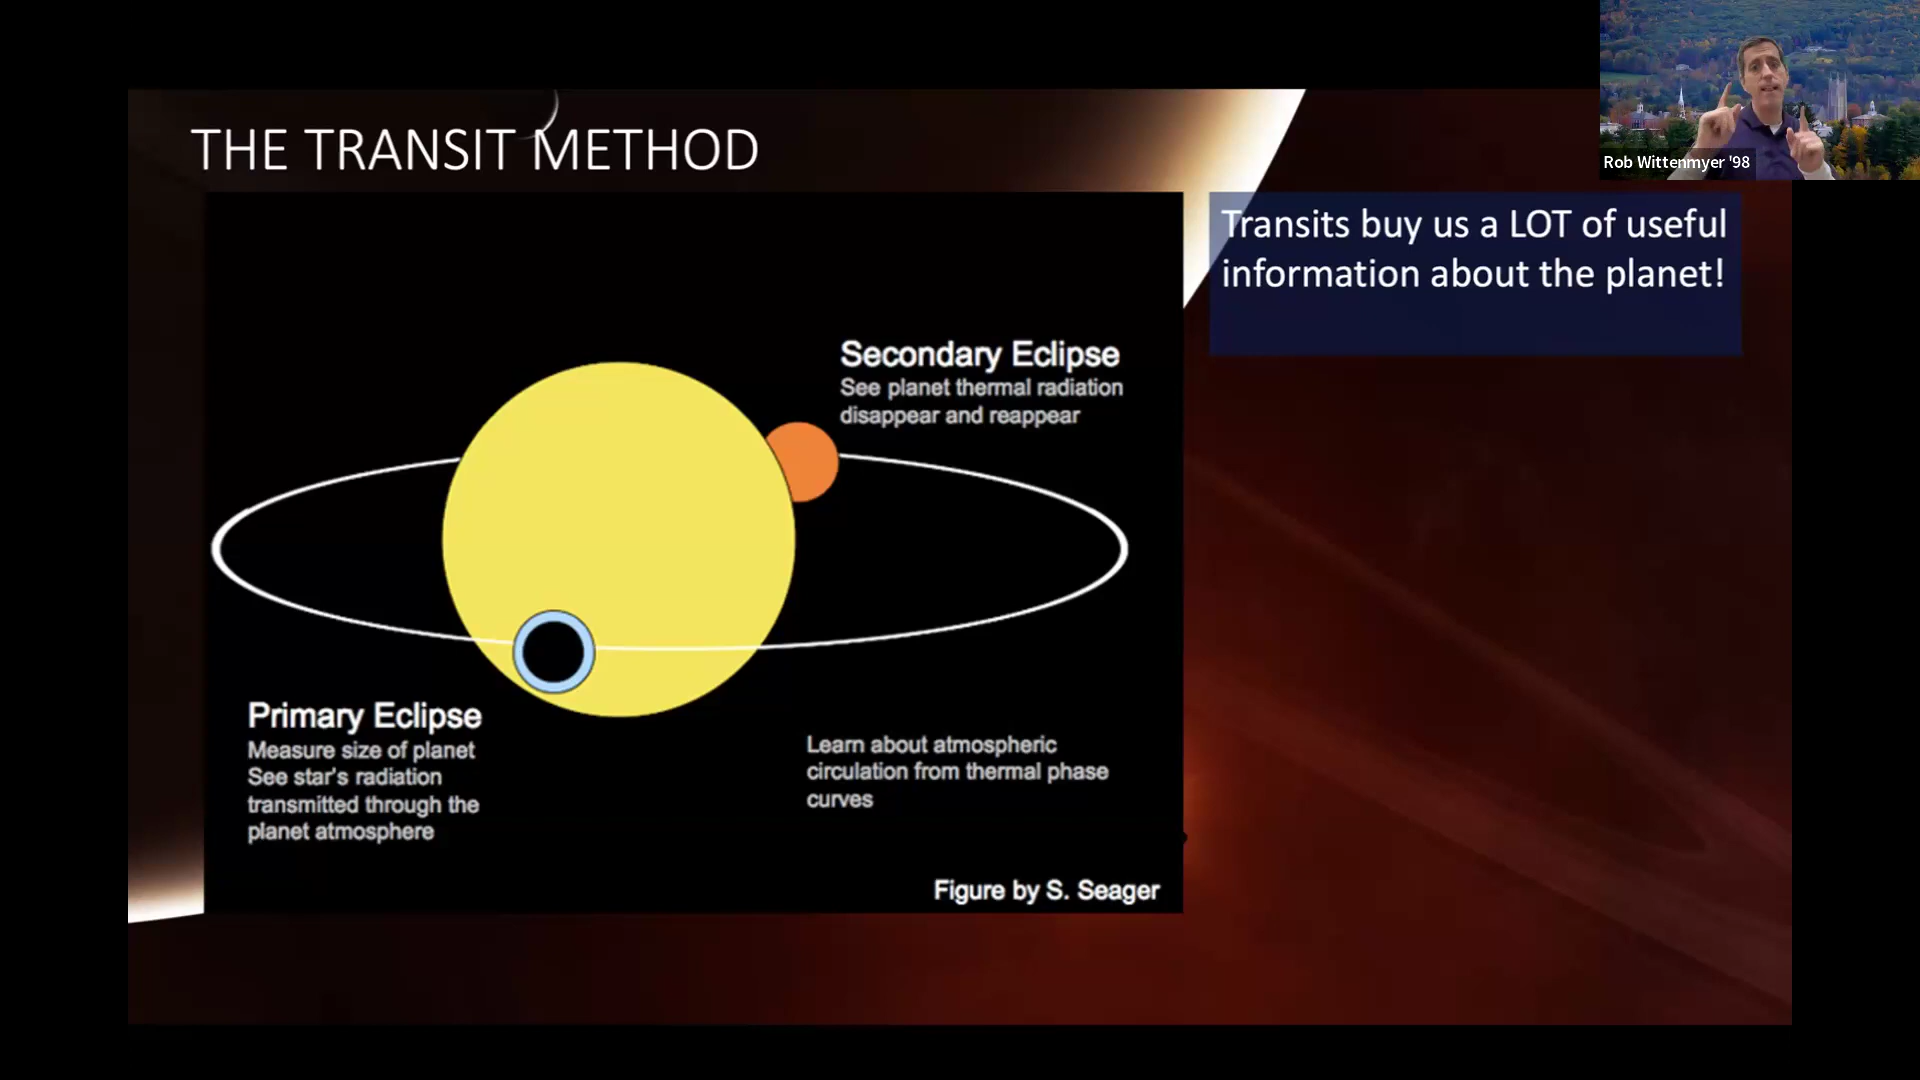 THE TRANSIT METHOD
Rob Wittenmyer '98
Transits buy us a LOT of useful
information about the planet!
Secondary Eclipse
See planet thermal radiation
disappear and reappear
Primary Eclipse
Measure size of planet
See star's radiation
transmitted through the
planet atmosphere
Learn about atmospheric
circulation from thermal phase
curves
Figure by S. Seager